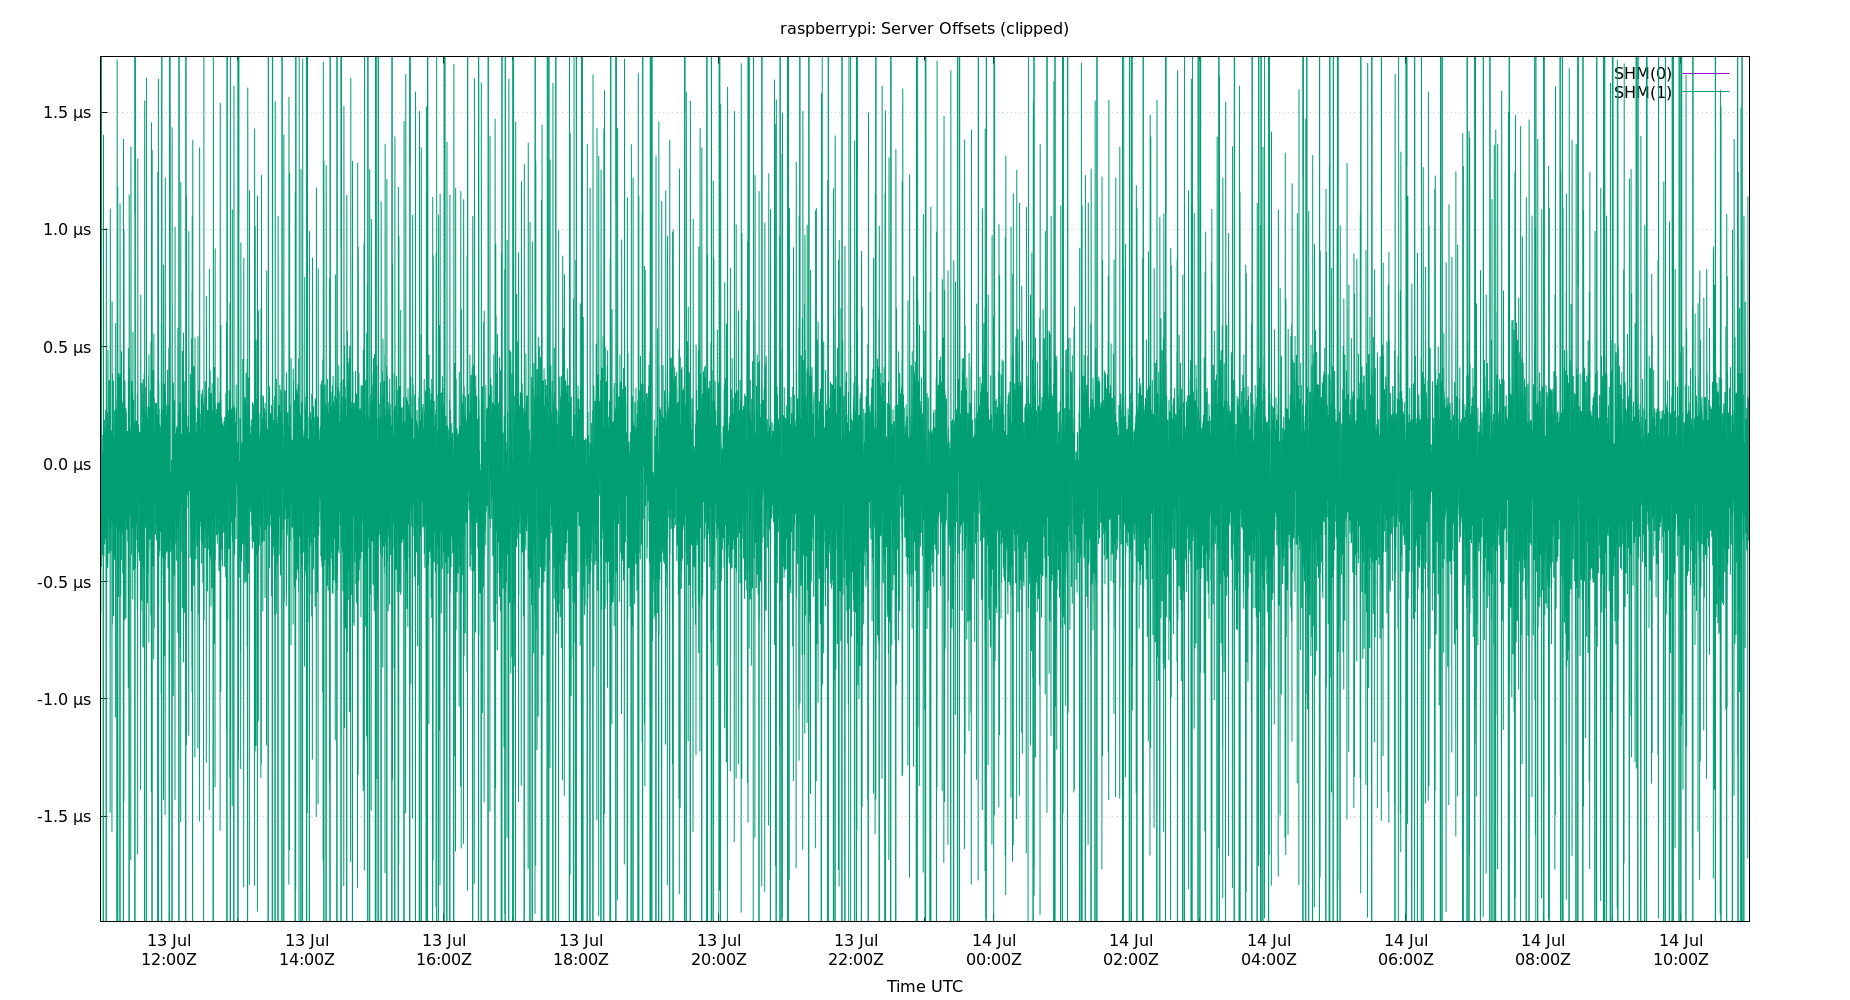 raspberrypi: Server Offsets (clipped)
SHM(0)
SHM(1)
1.5 µs
1.0 µs
0.5 µs
0.0 µs
-0.5 µs
-1.0 µs
-1.5 µs
13 Jul 13 Jul 13 Jul 13 Jul 13 Jul 13 Jul 14 Jul 14 Jul 14 Jul 14 Jul 14 Jul 14 Jul
12:00Z 14:00Z 16:00Z 18:00Z 20:00Z 22:00Z 00:00Z 02:00Z 04:00Z 06:00Z 08:00Z 10:00Z
Time UTC